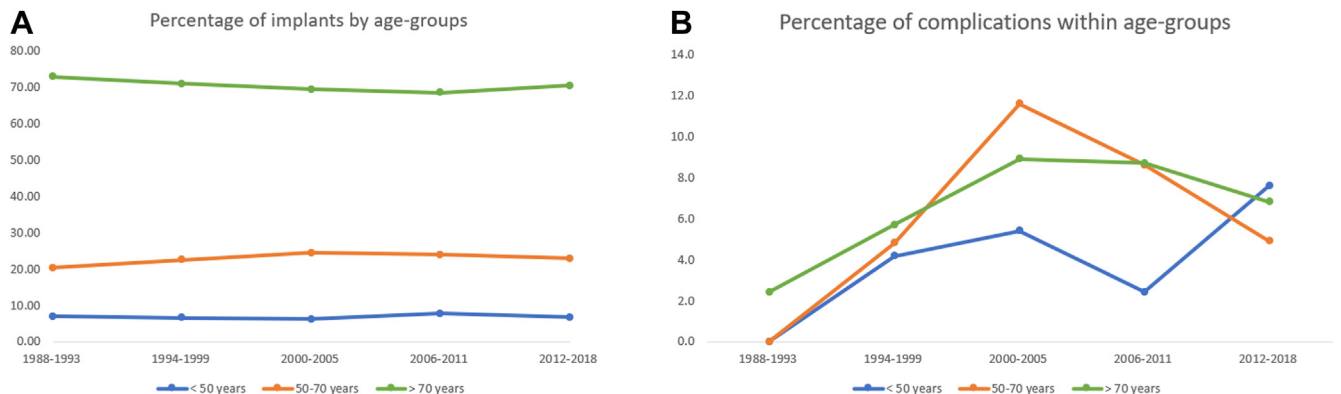 A
Percentage of implants by age-groups
80.00
70.00
60.00
50.00
40.00
30.00
20.00
10.00
0.00
1988-1993 1994-1999 2000-2005 2006-2011 2012-2018
< 50 years 50-70 years > 70 years
B
Percentage of complications within age-groups
14.0
12.0
10.0
8.0
6.0
4.0
2.0
0.0
1988-1993 1994-1999 2000-2005 2006-2011 2012-2018
< 50 years 50-70 years > 70 years